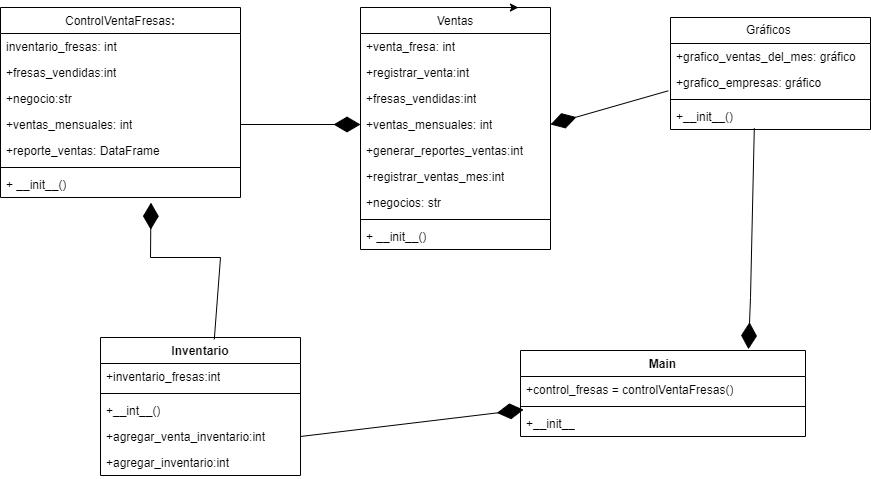 ControlVentaFresas:
inventario_fresas: int
+fresas_vendidas:int
+negocio:str
+ventas_mensuales: int
+reporte_ventas: DataFrame
+ __init__()
Ventas
+venta_fresa: int
+registrar_venta:int
+fresas_vendidas:int
+ventas_mensuales: int
+generar_reportes_ventas:int
+registrar_ventas_mes:int
+negocios: str
+ __init__()
Gráficos
+grafico_ventas_del_mes: gráfico
+grafico_empresas: gráfico
+__init__()
Inventario
+inventario_fresas:int
+__int__()
+agregar_venta_inventario:int
+agregar_inventario:int
Main
+control_fresas = controlVentaFresas()
+__init__